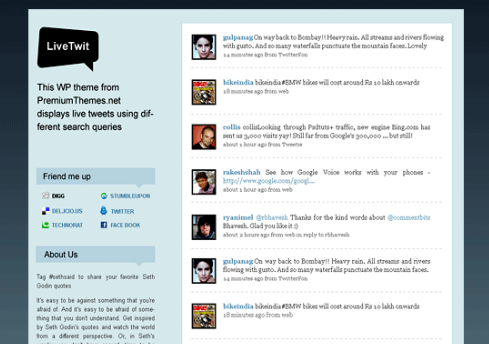 LiveTwit
This WP theme from
PremiumThemes.net
displays live tweets using dif-
ferent search queries
Friend me up
DIGG
STUMBLEUPON
DEL.ICIO.US
TWITTER
TECHNORATI
FACE BOOK
About Us
Tag #sethsaid to share your favorite Seth
Godin quotes
It's easy to be against something that you're
afraid of. And it's easy to be afraid of some-
thing that you don't understand. Get inspired
by Seth Godin's quotes and watch the world
from a different perspective. Or, in Seth's
gulpanag On way back to Bombay!! Heavy rain. All streams and rivers flowing
with gusto. And so many waterfalls punctuate the mountain faces. Lovely
14 minutes ago from TwitterFon
bikeindia bikeindia#BMW bikes will cost around Rs 10 lakh onwards
18 minutes ago from web
collis collisLooking through Psdtuts+ traffic, new engine Bing.com has
sent us 3,000 visits yay! Still far from Google's 300,000 ... but still!
about 1 hour ago from Tweetie
rakeshshah See how Google Voice works with your phones -
http://www.google.com/googl...
about 1 hour ago from web
ryanimel @rbhavesh Thanks for the kind words about @commentbits
Bhavesh. Glad you like it :)
about 2 hours ago from web in reply to rbhavesh
gulpanag On way back to Bombay!! Heavy rain. All streams and rivers
flowing with gusto. And so many waterfalls punctuate the mountain faces.
14 minutes ago from TwitterFon
bikeindia bikeindia#BMW bikes will cost around Rs 10 lakh onwards
18 minutes ago from web